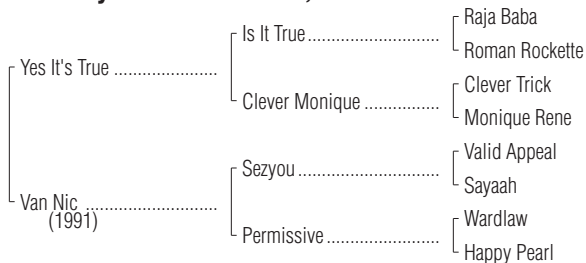 Raja Baba
Is It True
Roman Rockette
Yes It's True
Clever Trick
Clever Monique
Monique Rene
Valid Appeal
Sezyou
Sayaah
Van Nic
(1991)
Wardlaw
Permissive
Happy Pearl